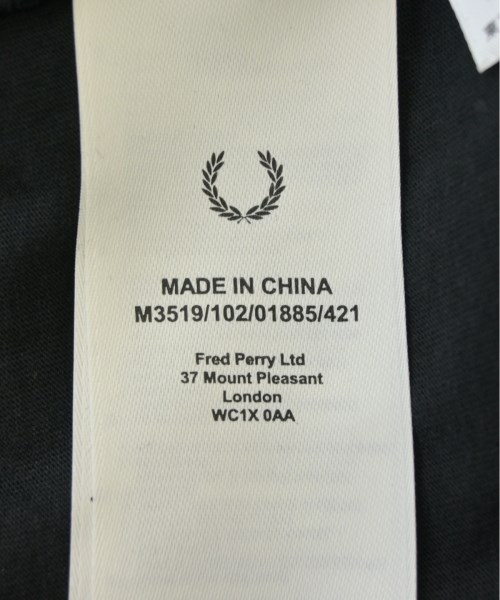 MADE IN CHINA
M3519/102/01885/421
Fred Perry Ltd
37 Mount Pleasant
London
WC1X 0AA